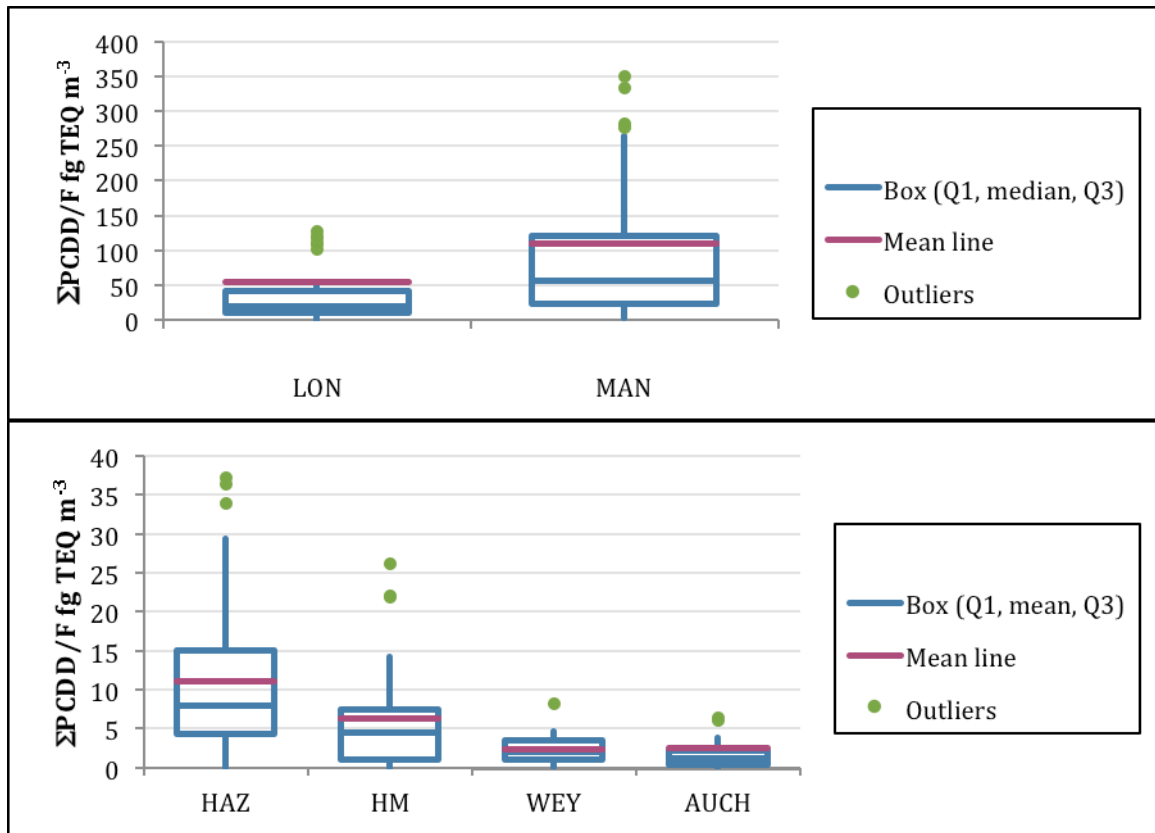 ΣPCDD/F fg TEQ m⁻³
400
350
300
250
200
150
100
50
0
LON MAN
Box (Q1, median, Q3)
Mean line
Outliers
ΣPCDD/F fg TEQ m⁻³
40
35
30
25
20
15
10
5
0
HAZ HM WEY AUCH
Box (Q1, mean, Q3)
Mean line
Outliers